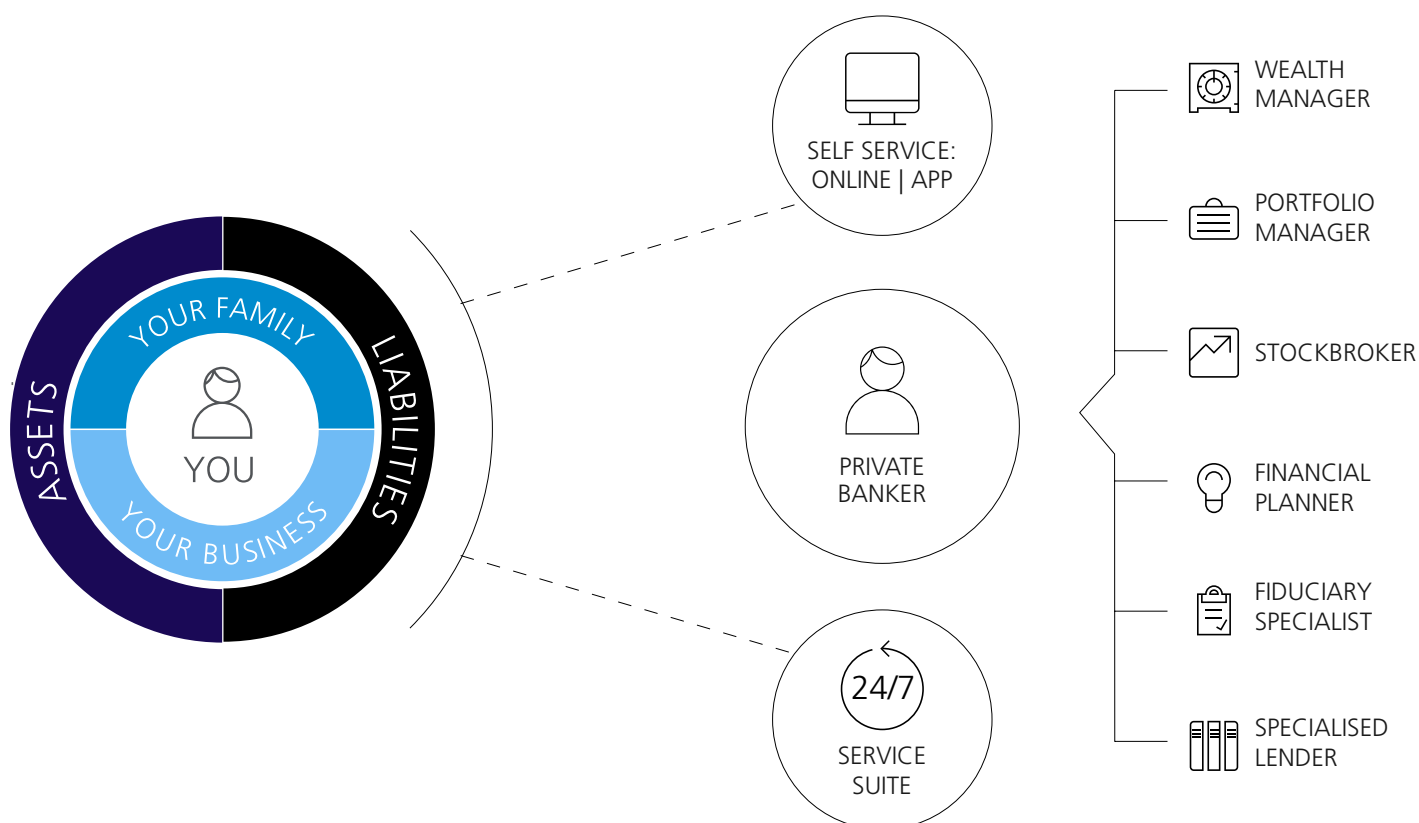 ASSETS
LIABILITIES
YOUR FAMILY
YOU
YOUR BUSINESS
SELF SERVICE:
ONLINE | APP
PRIVATE
BANKER
24/7
SERVICE
SUITE
WEALTH
MANAGER
PORTFOLIO
MANAGER
STOCKBROKER
FINANCIAL
PLANNER
FIDUCIARY
SPECIALIST
SPECIALISED
LENDER